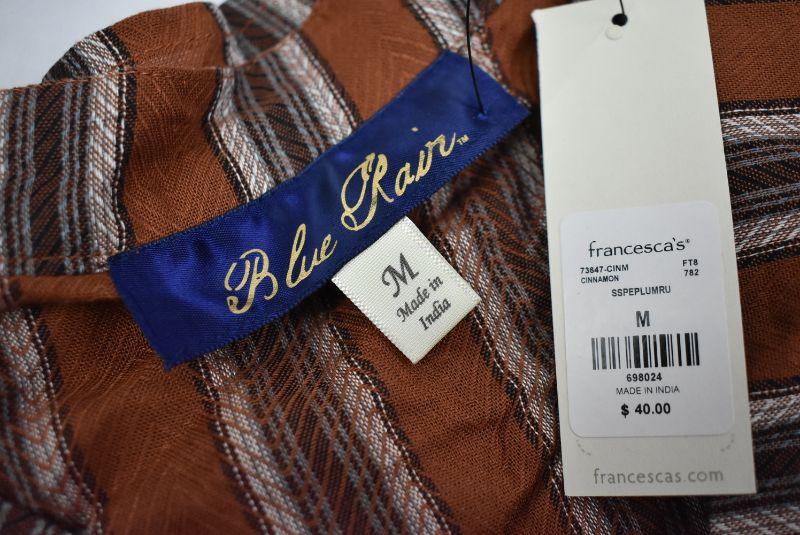 Blue Rain™
M
Made in
India
francesca's®
73647-CINM FT8
CINNAMON 782
SSPEPLUMRU
M
698024
MADE IN INDIA
$ 40.00
francescas.com